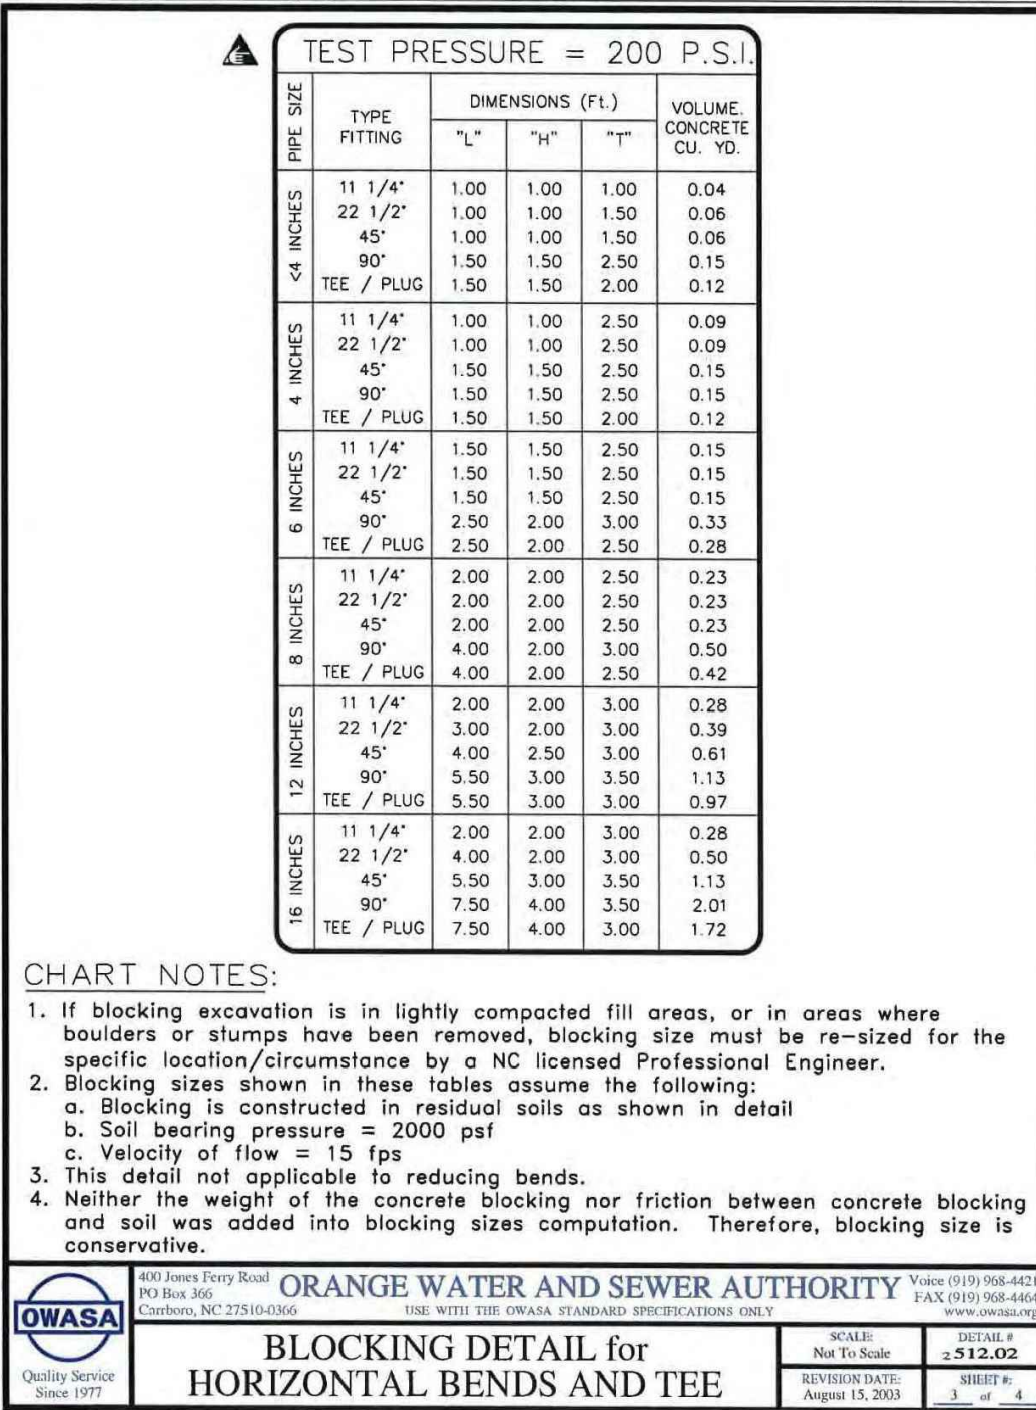 TEST PRESSURE = 200 P.S.I.
PIPE SIZE
TYPE FITTING
DIMENSIONS (Ft.)
"L" "H" "T"
VOLUME. CONCRETE CU. YD.
<4 INCHES
11 1/4° 1.00 1.00 1.00 0.04
22 1/2° 1.00 1.00 1.50 0.06
45° 1.00 1.00 1.50 0.06
90° 1.50 1.50 2.50 0.15
TEE / PLUG 1.50 1.50 2.00 0.12
4 INCHES
11 1/4° 1.00 1.00 2.50 0.09
22 1/2° 1.00 1.00 2.50 0.09
45° 1.50 1.50 2.50 0.15
90° 1.50 1.50 2.50 0.15
TEE / PLUG 1.50 1.50 2.00 0.12
6 INCHES
11 1/4° 1.50 1.50 2.50 0.15
22 1/2° 1.50 1.50 2.50 0.15
45° 1.50 1.50 2.50 0.15
90° 2.50 2.00 3.00 0.33
TEE / PLUG 2.50 2.00 2.50 0.28
8 INCHES
11 1/4° 2.00 2.00 2.50 0.23
22 1/2° 2.00 2.00 2.50 0.23
45° 2.00 2.00 2.50 0.23
90° 4.00 2.00 3.00 0.50
TEE / PLUG 4.00 2.00 2.50 0.42
12 INCHES
11 1/4° 2.00 2.00 3.00 0.28
22 1/2° 3.00 2.00 3.00 0.39
45° 4.00 2.50 3.00 0.61
90° 5.50 3.00 3.50 1.13
TEE / PLUG 5.50 3.00 3.00 0.97
16 INCHES
11 1/4° 2.00 2.00 3.00 0.28
22 1/2° 4.00 2.00 3.00 0.50
45° 5.50 3.00 3.50 1.13
90° 7.50 4.00 3.50 2.01
TEE / PLUG 7.50 4.00 3.00 1.72
CHART NOTES:
1. If blocking excavation is in lightly compacted fill areas, or in areas where
boulders or stumps have been removed, blocking size must be re-sized for the
specific location/circumstance by a NC licensed Professional Engineer.
2. Blocking sizes shown in these tables assume the following:
a. Blocking is constructed in residual soils as shown in detail
b. Soil bearing pressure = 2000 psf
c. Velocity of flow = 15 fps
3. This detail not applicable to reducing bends.
4. Neither the weight of the concrete blocking nor friction between concrete blocking
and soil was added into blocking sizes computation. Therefore, blocking size is
conservative.
OWASA
Quality Service
Since 1977
400 Jones Ferry Road
PO Box 366
Carrboro, NC 27510-0366
ORANGE WATER AND SEWER AUTHORITY
USE WITH THE OWASA STANDARD SPECIFICATIONS ONLY
Voice (919) 968-4421
FAX (919) 968-4464
www.owasa.org
BLOCKING DETAIL for
HORIZONTAL BENDS AND TEE
SCALE:
Not To Scale
DETAIL #
2512.02
REVISION DATE:
August 15, 2003
SHEET #:
3 of 4